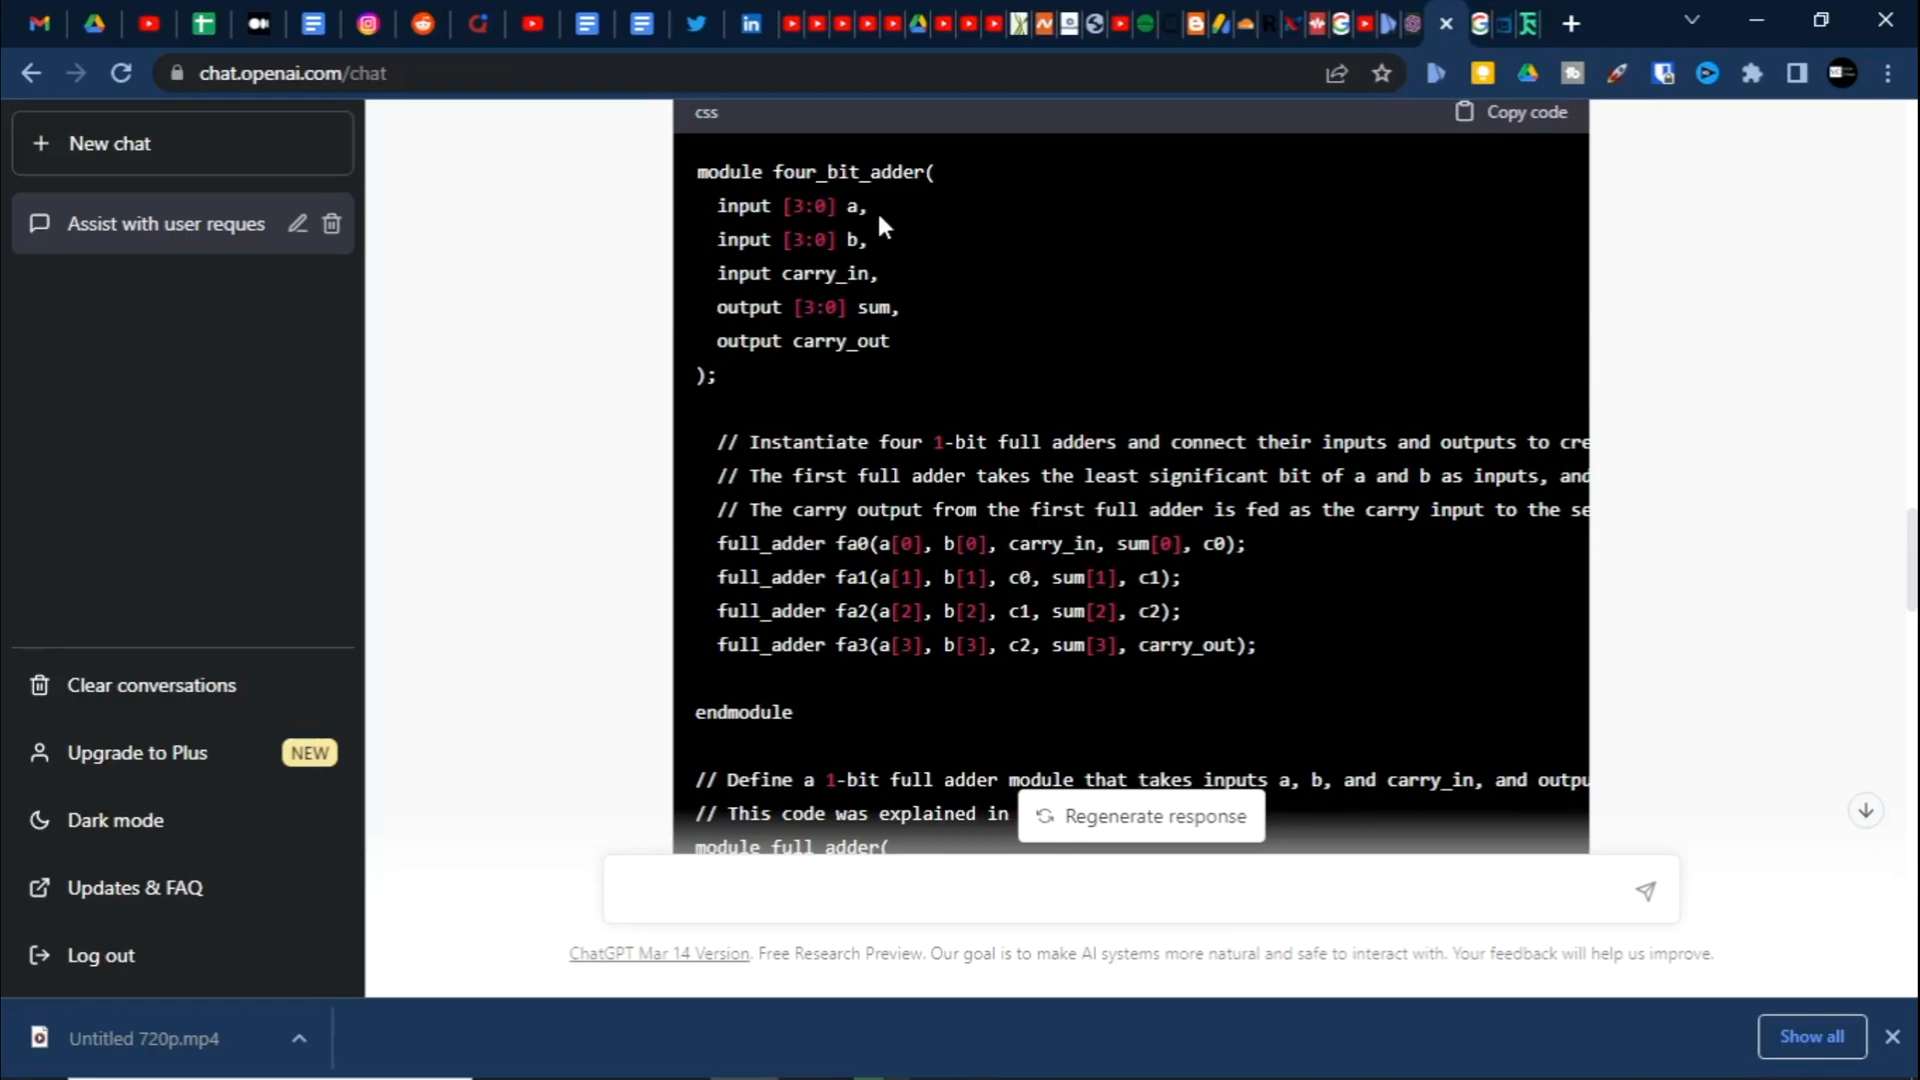 chat.openai.com/chat
New chat
Assist with user reques
Clear conversations
Upgrade to Plus
NEW
Dark mode
Updates & FAQ
Log out
css
Copy code
module four_bit_adder(
input [3:0] a,
input [3:0] b,
input carry_in,
output [3:0] sum,
output carry_out
);
// Instantiate four 1-bit full adders and connect their inputs and outputs to cre
// The first full adder takes the least significant bit of a and b as inputs, and
// The carry output from the first full adder is fed as the carry input to the se
full_adder fa0(a[0], b[0], carry_in, sum[0], c0);
full_adder fa1(a[1], b[1], c0, sum[1], c1);
full_adder fa2(a[2], b[2], c1, sum[2], c2);
full_adder fa3(a[3], b[3], c2, sum[3], carry_out);
endmodule
// Define a 1-bit full adder module that takes inputs a, b, and carry_in, and outpu
// This code was explained in
module full_adder(
Regenerate response
ChatGPT Mar 14 Version. Free Research Preview. Our goal is to make AI systems more natural and safe to interact with. Your feedback will help us improve.
Untitled 720p.mp4
Show all